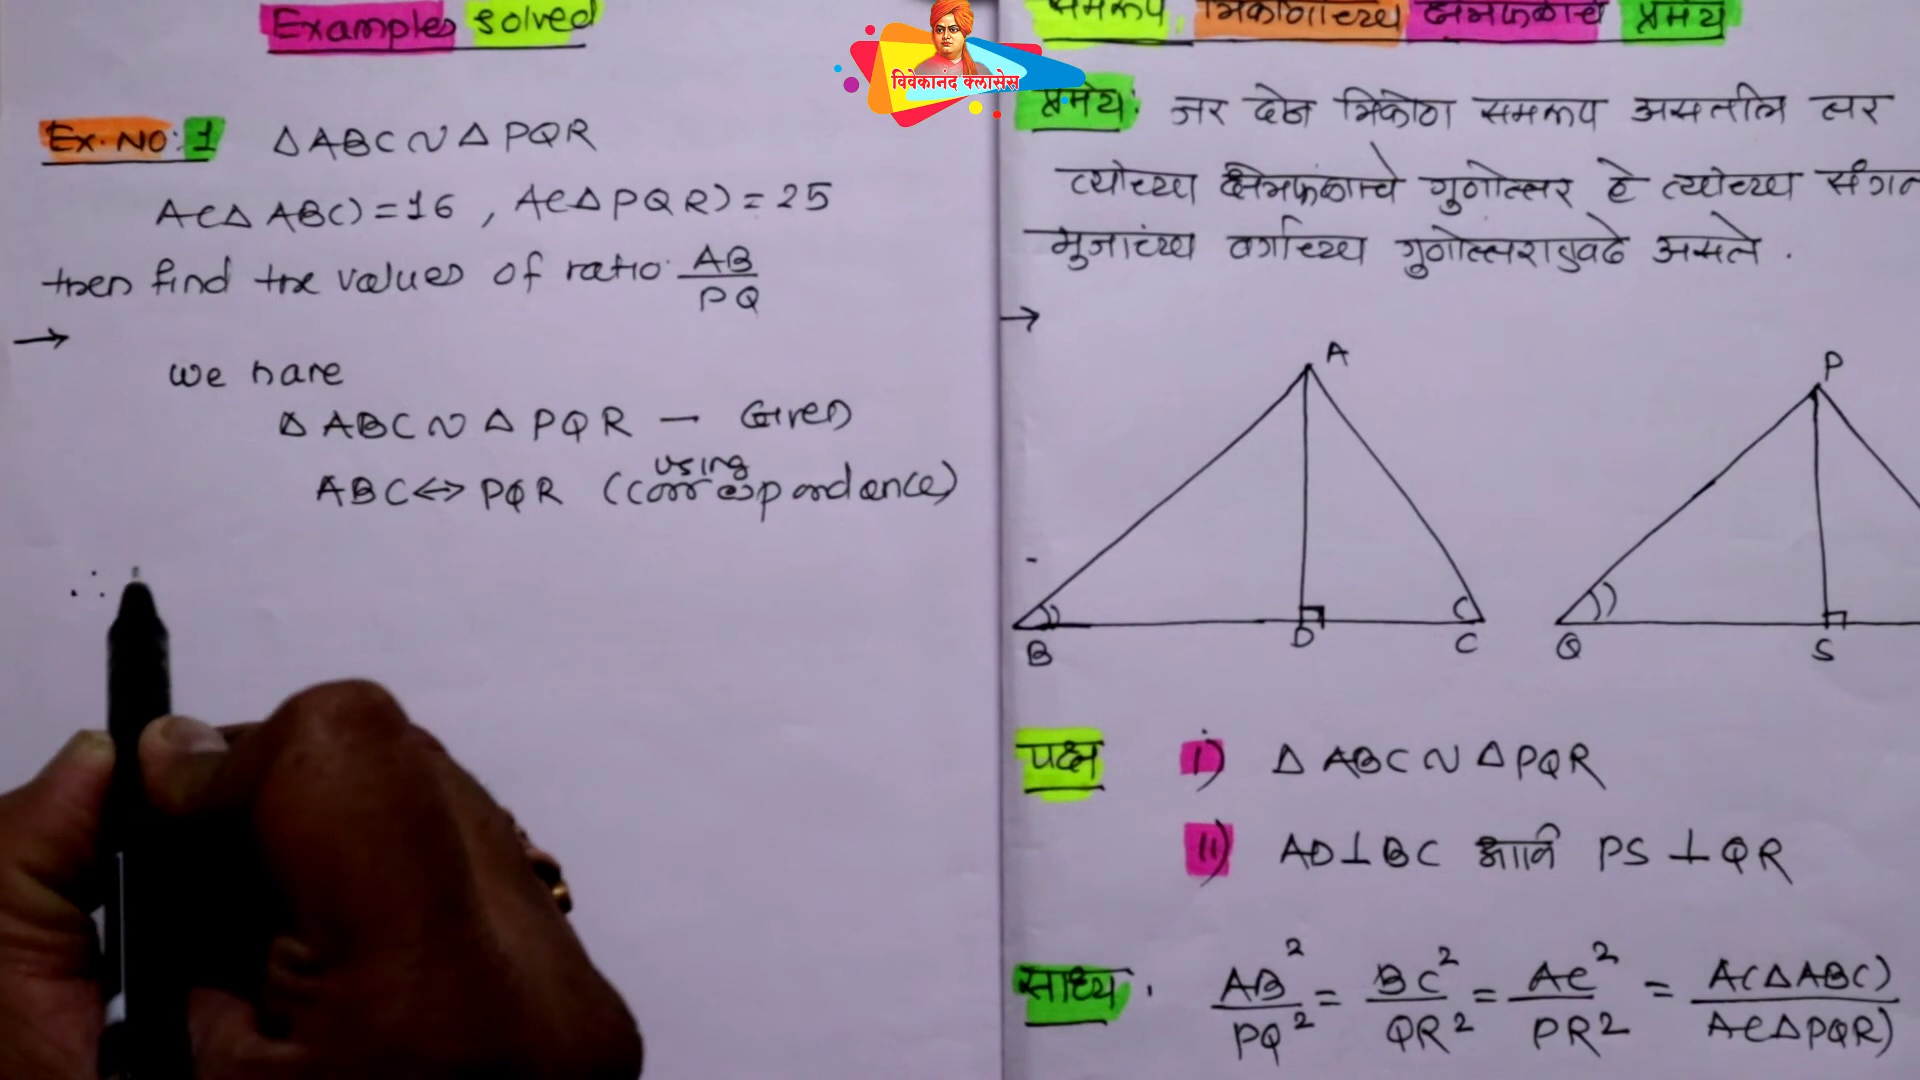 Examples solved
Ex. NO: 1 △ ABC ~ △ PQR
A(△ ABC) = 16 , A(△ PQR) = 25
then find the values of ratio AB/PQ
→
we have
△ ABC ~ △ PQR — Given
ABC ↔ PQR (using correspondence)
∴
समरूप त्रिकोणांच्या क्षेत्रफळाचे प्रमेय
विवेकानंद क्लासेस
प्रमेय: जर दोन त्रिकोण समरूप असतील तर
त्यांच्या क्षेत्रफळाचे गुणोत्तर हे त्यांच्या संगत
भुजांच्या वर्गाच्या गुणोत्तराएवढे असते .
→
A P
B D C Q S
पक्ष i) △ ABC ~ △ PQR
ii) AD ⊥ BC आणि PS ⊥ QR
साध्य . AB²/PQ² = BC²/QR² = AC²/PR² = A(△ ABC)/A(△ PQR)